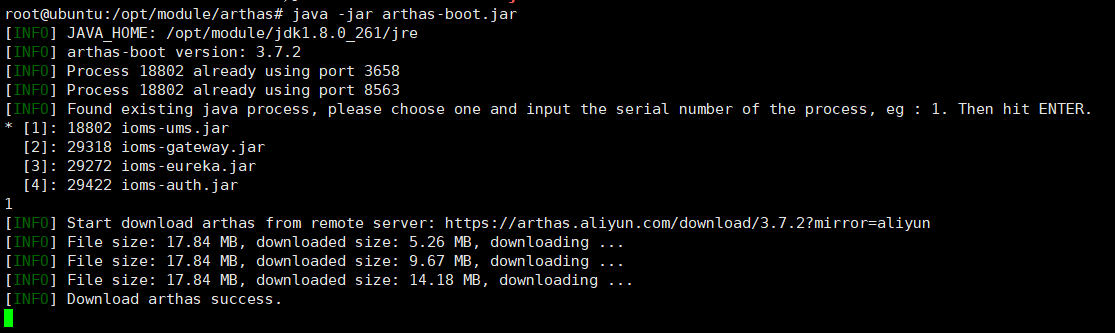 root@ubuntu:/opt/module/arthas# java -jar arthas-boot.jar
[INFO] JAVA_HOME: /opt/module/jdk1.8.0_261/jre
[INFO] arthas-boot version: 3.7.2
[INFO] Process 18802 already using port 3658
[INFO] Process 18802 already using port 8563
[INFO] Found existing java process, please choose one and input the serial number of the process, eg : 1. Then hit ENTER.
* [1]: 18802 ioms-ums.jar
  [2]: 29318 ioms-gateway.jar
  [3]: 29272 ioms-eureka.jar
  [4]: 29422 ioms-auth.jar
1
[INFO] Start download arthas from remote server: https://arthas.aliyun.com/download/3.7.2?mirror=aliyun
[INFO] File size: 17.84 MB, downloaded size: 5.26 MB, downloading ...
[INFO] File size: 17.84 MB, downloaded size: 9.67 MB, downloading ...
[INFO] File size: 17.84 MB, downloaded size: 14.18 MB, downloading ...
[INFO] Download arthas success.